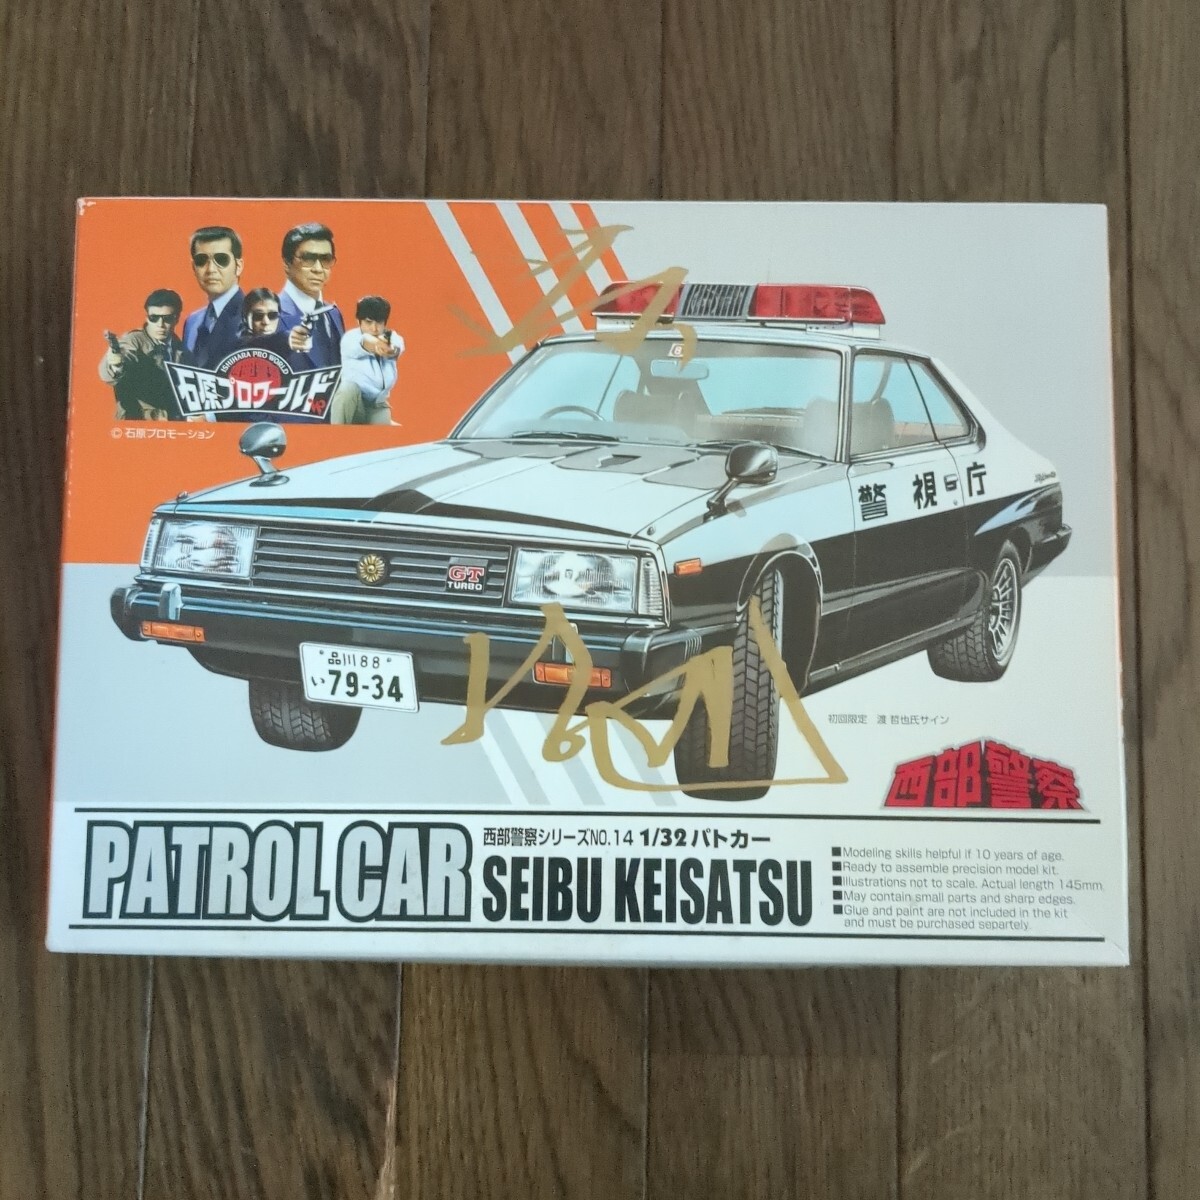 ISHIHARA PRO WORLD
石原プロワールド
© 石原プロモーション
警視庁
GT
TURBO
品川 88
い 79-34
初回限定 渡 哲也氏サイン
西部警察
PATROL CAR
西部警察シリーズNO.14 1/32 パトカー
SEIBU KEISATSU
■Modeling skills helpful if 10 years of age.
■Ready to assemble precision model kit.
■Illustrations not to scale. Actual length 145mm.
■May contain small parts and sharp edges.
■Glue and paint are not included in the kit
and must be purchased separtely.